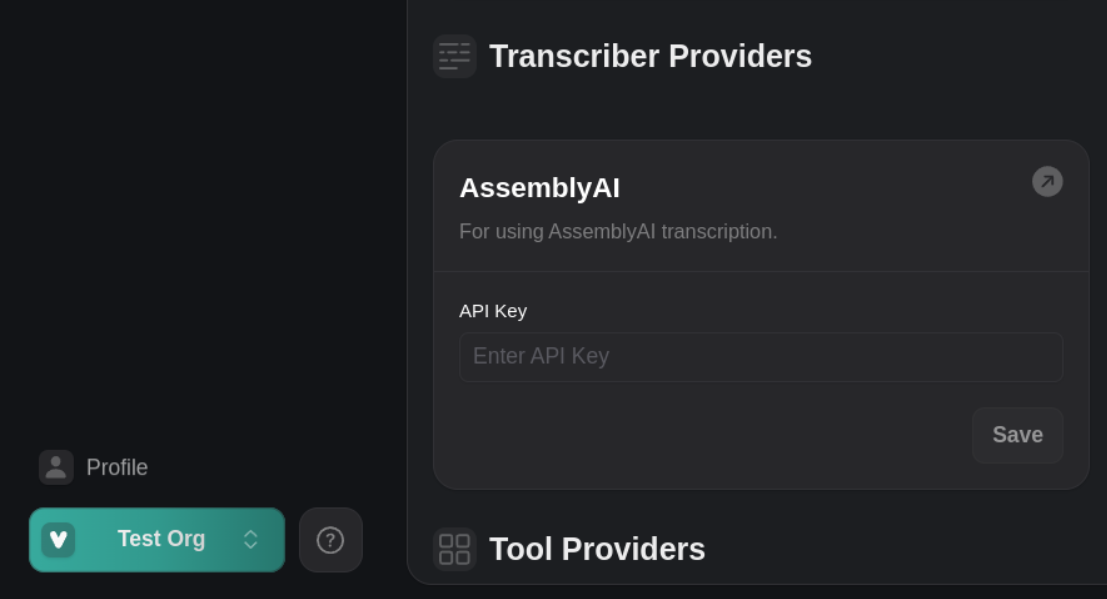 Transcriber Providers
AssemblyAI
For using AssemblyAI transcription.
API Key
Enter API Key
Save
Profile
Test Org
Tool Providers